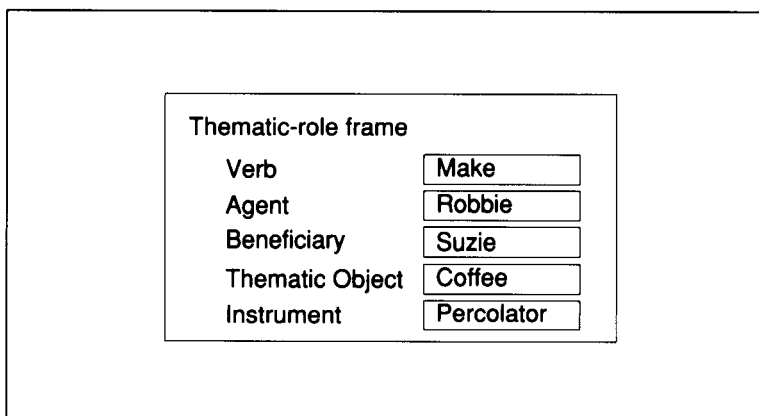 Thematic-role frame
Verb Make
Agent Robbie
Beneficiary Suzie
Thematic Object Coffee
Instrument Percolator